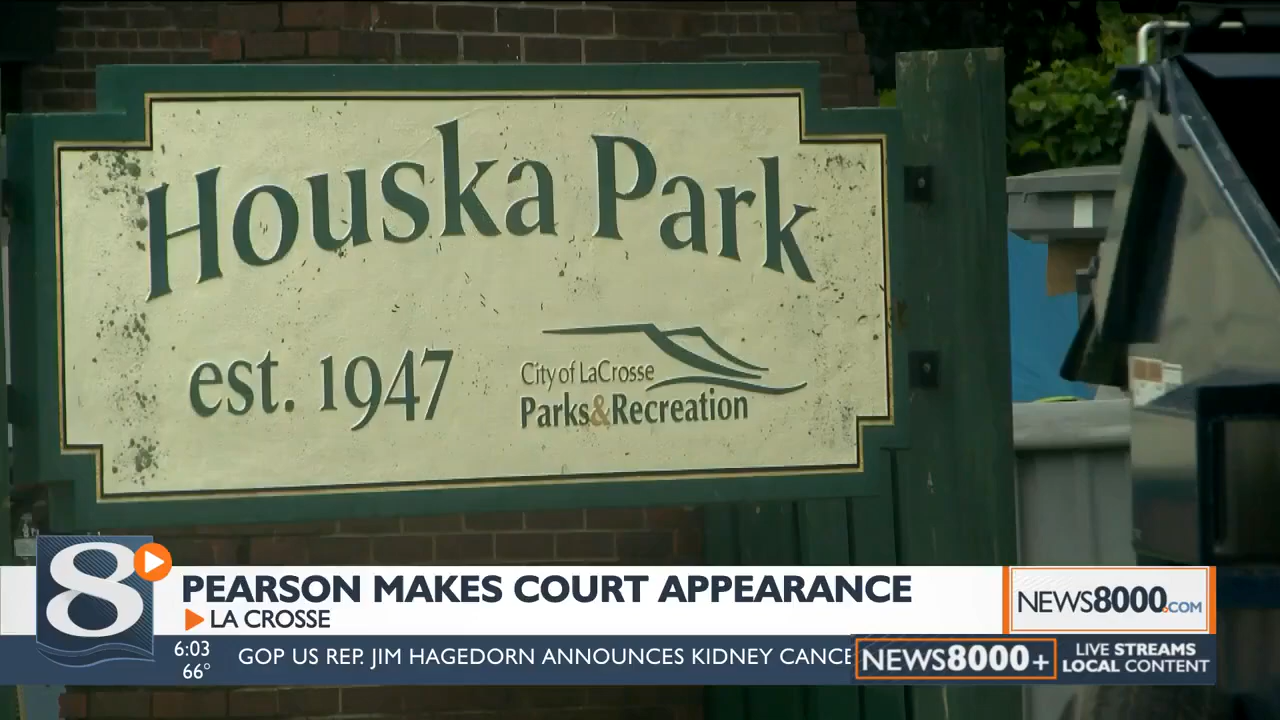 Houska Park
est. 1947
City of LaCrosse
Parks&Recreation
8
PEARSON MAKES COURT APPEARANCE
LA CROSSE
NEWS8000.COM
6:03
66°
GOP US REP. JIM HAGEDORN ANNOUNCES KIDNEY CANCE
NEWS8000+
LIVE STREAMS
LOCAL CONTENT